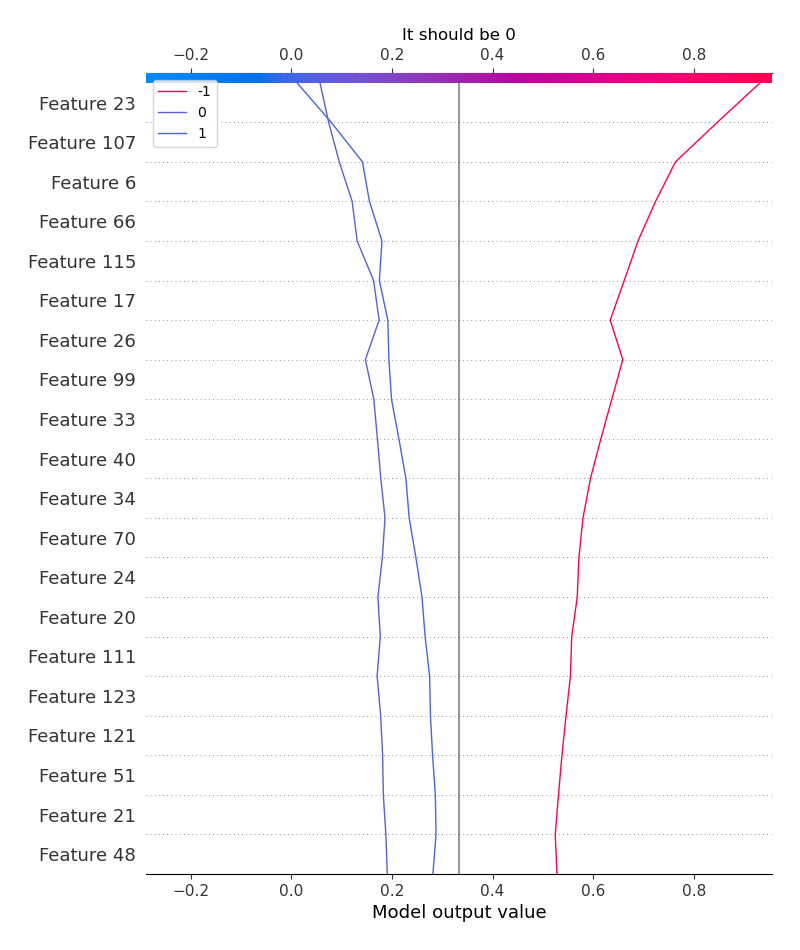 It should be 0
−0.2 0.0 0.2 0.4 0.6 0.8
-1
0
1
Feature 23
Feature 107
Feature 6
Feature 66
Feature 115
Feature 17
Feature 26
Feature 99
Feature 33
Feature 40
Feature 34
Feature 70
Feature 24
Feature 20
Feature 111
Feature 123
Feature 121
Feature 51
Feature 21
Feature 48
−0.2 0.0 0.2 0.4 0.6 0.8
Model output value